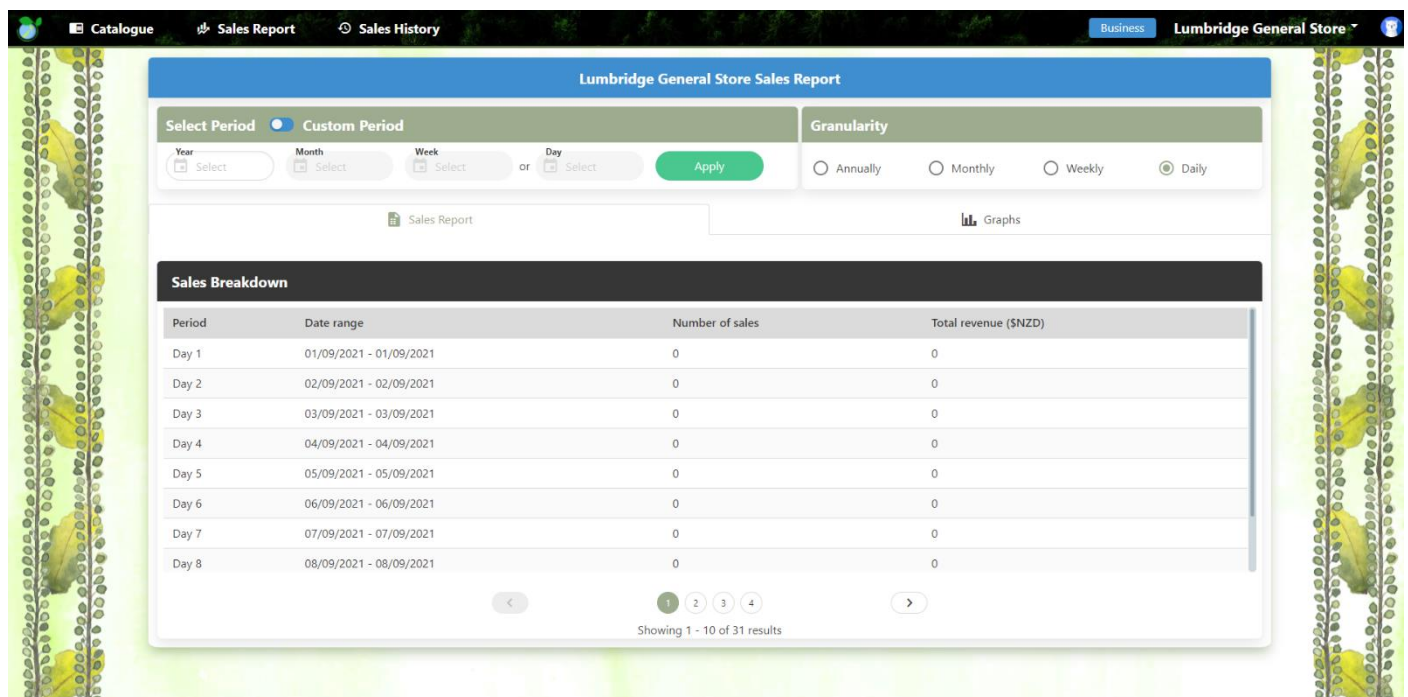 Catalogue Sales Report Sales History Business Lumbridge General Store
Lumbridge General Store Sales Report
Select Period Custom Period Granularity
Year Month Week Day
Select Select Select or Select Apply Annually Monthly Weekly Daily
Sales Report Graphs
Sales Breakdown
Period Date range Number of sales Total revenue ($NZD)
Day 1 01/09/2021 - 01/09/2021 0 0
Day 2 02/09/2021 - 02/09/2021 0 0
Day 3 03/09/2021 - 03/09/2021 0 0
Day 4 04/09/2021 - 04/09/2021 0 0
Day 5 05/09/2021 - 05/09/2021 0 0
Day 6 06/09/2021 - 06/09/2021 0 0
Day 7 07/09/2021 - 07/09/2021 0 0
Day 8 08/09/2021 - 08/09/2021 0 0
1 2 3 4
Showing 1 - 10 of 31 results